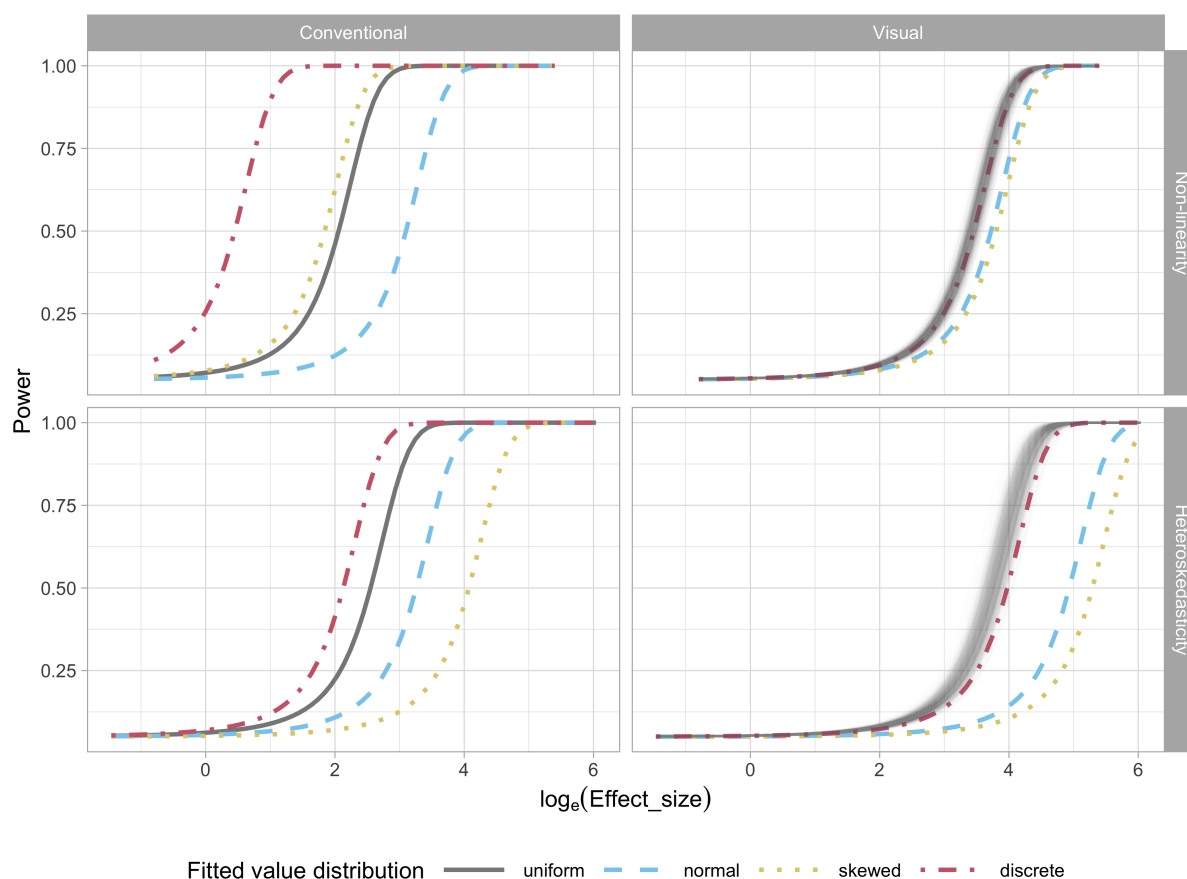 Conventional Visual
1.00
0.75
0.50
0.25
Non-linearity
Power
1.00
0.75
0.50
0.25
Heteroskedasticity
0 2 4 6 0 2 4 6
logₑ(Effect_size)
Fitted value distribution uniform normal skewed discrete